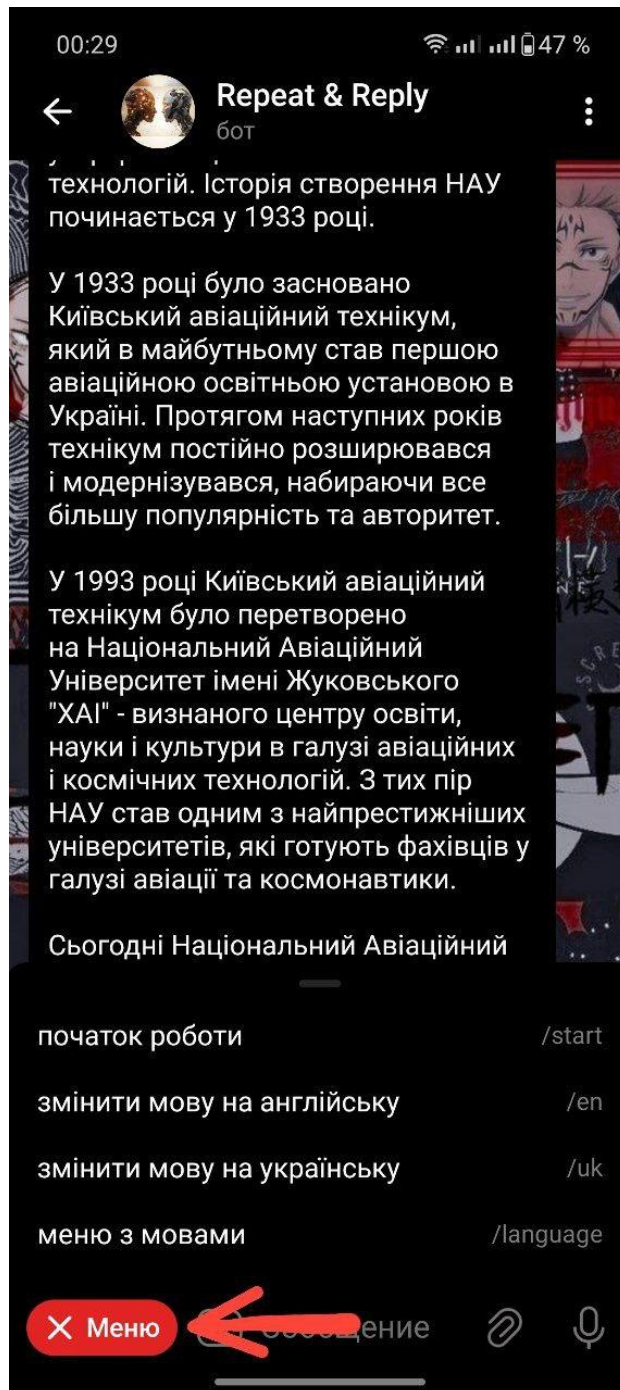 00:29
47 %
Repeat & Reply
бот
технологій. Історія створення НАУ
починається у 1933 році.
У 1933 році було засновано
Київський авіаційний технікум,
який в майбутньому став першою
авіаційною освітньою установою в
Україні. Протягом наступних років
технікум постійно розширювався
і модернізувався, набираючи все
більшу популярність та авторитет.
У 1993 році Київський авіаційний
технікум було перетворено
на Національний Авіаційний
Університет імені Жуковського
"ХАІ" - визнаного центру освіти,
науки і культури в галузі авіаційних
і космічних технологій. З тих пір
НАУ став одним з найпрестижніших
університетів, які готують фахівців у
галузі авіації та космонавтики.
Сьогодні Національний Авіаційний
початок роботи /start
змінити мову на англійську /en
змінити мову на українську /uk
меню з мовами /language
Меню